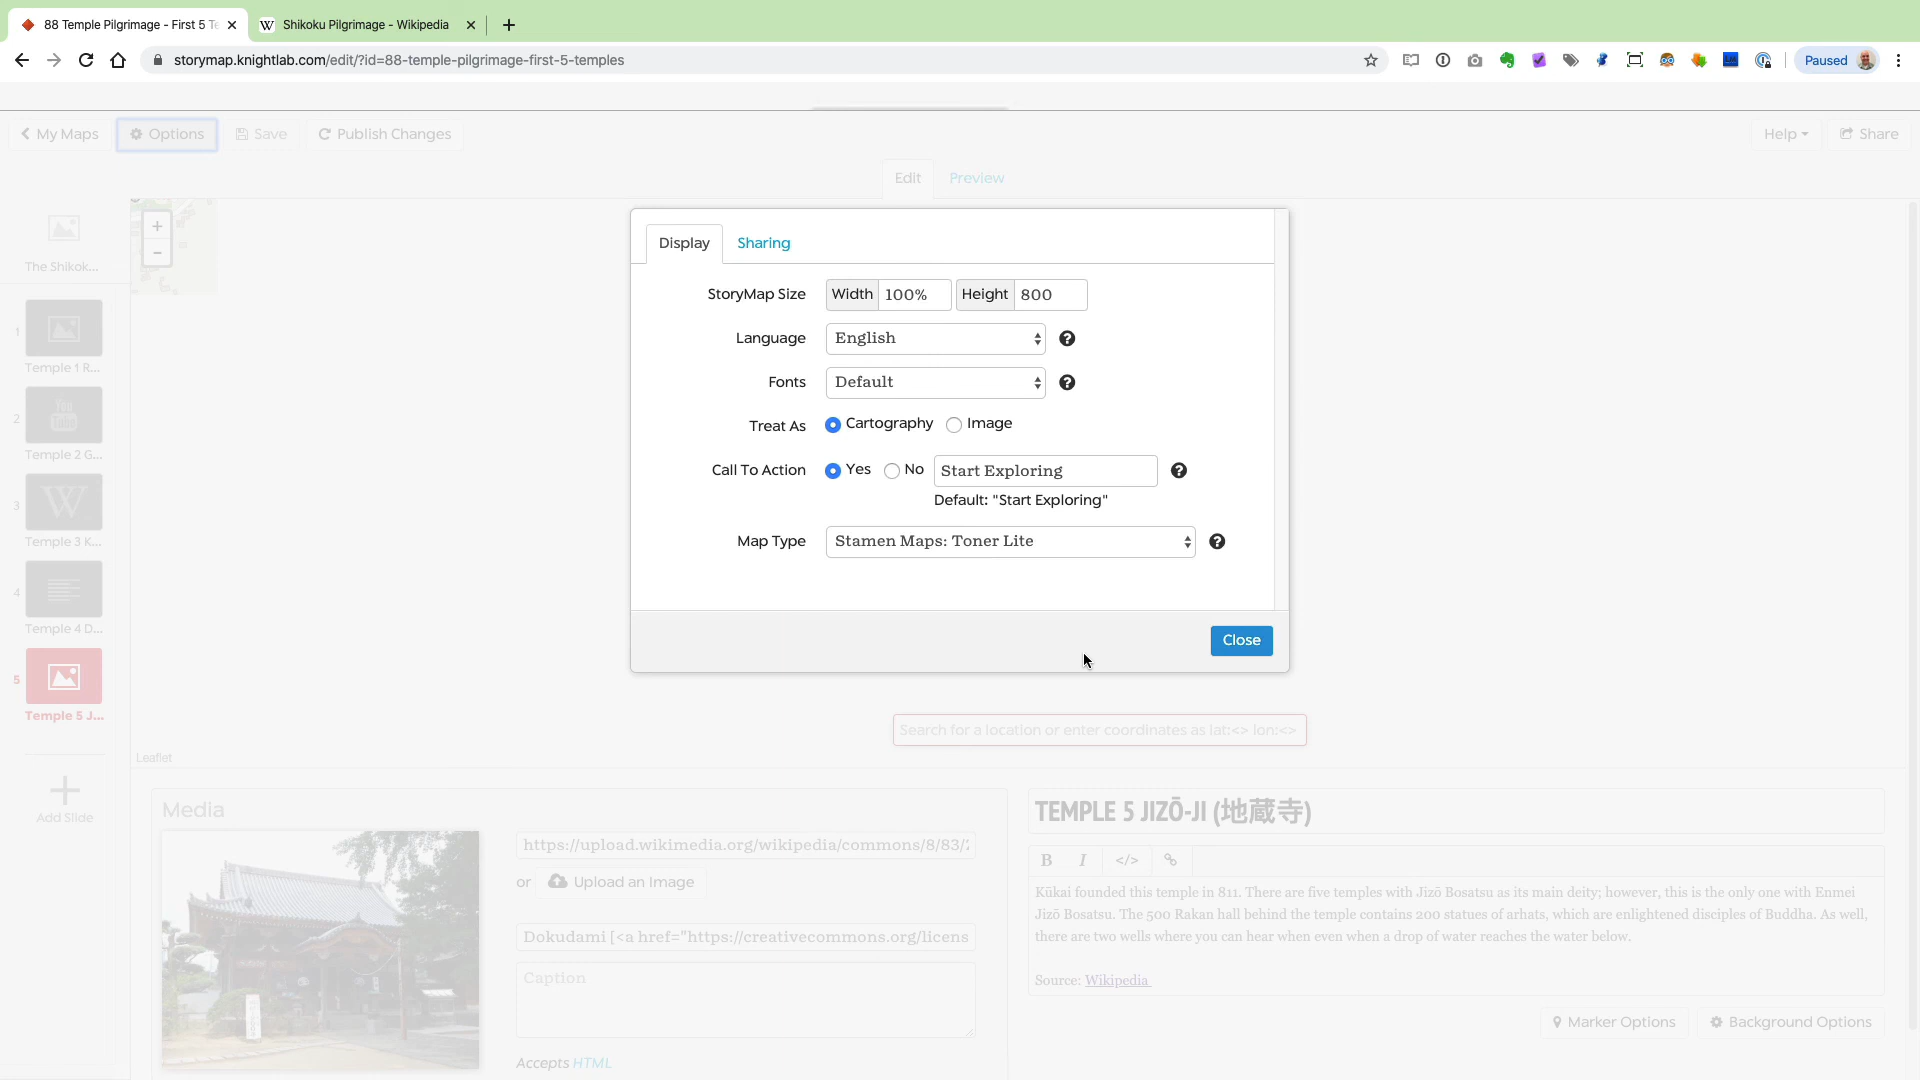 88 Temple Pilgrimage - First 5 Te
Shikoku Pilgrimage - Wikipedia
storymap.knightlab.com/edit/?id=88-temple-pilgrimage-first-5-temples
Paused
My Maps
Options
Save
Publish Changes
Help
Share
Edit
Preview
The Shikok...
1
Temple 1 R...
2
You Tube
Temple 2 G...
3
W
Temple 3 K...
4
Temple 4 D...
5
Temple 5 J...
Add Slide
+
−
Leaflet
Display
Sharing
StoryMap Size
Width 100%
Height 800
Language
English
Fonts
Default
Treat As
Cartography
Image
Call To Action
Yes
No
Start Exploring
Default: "Start Exploring"
Map Type
Stamen Maps: Toner Lite
Close
Search for a location or enter coordinates as lat:<> lon:<>
Media
https://upload.wikimedia.org/wikipedia/commons/8/83/2
or
Upload an Image
Dokudami [<a href="https://creativecommons.org/licens
Caption
Accepts HTML
TEMPLE 5 JIZŌ-JI (地蔵寺)
B I </>
Kūkai founded this temple in 811. There are five temples with Jizō Bosatsu as its main deity; however, this is the only one with Enmei
Jizō Bosatsu. The 500 Rakan hall behind the temple contains 200 statues of arhats, which are enlightened disciples of Buddha. As well,
there are two wells where you can hear when even when a drop of water reaches the water below.
Source: Wikipedia
Marker Options
Background Options